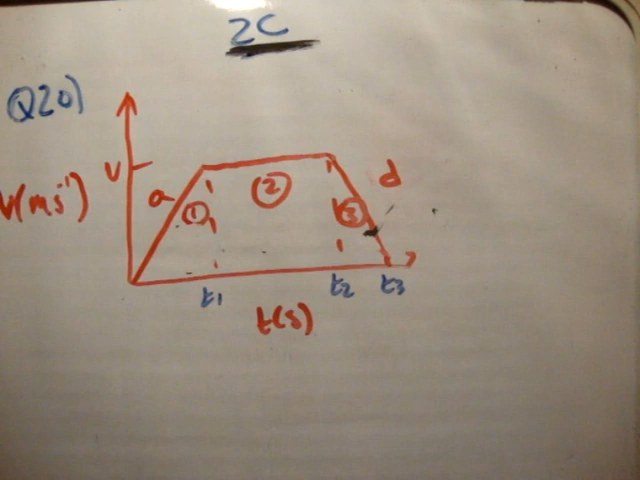 2C
Q20)
V
V(ms⁻¹)
a
①
②
③
d
t1
t2
t3
t(s)